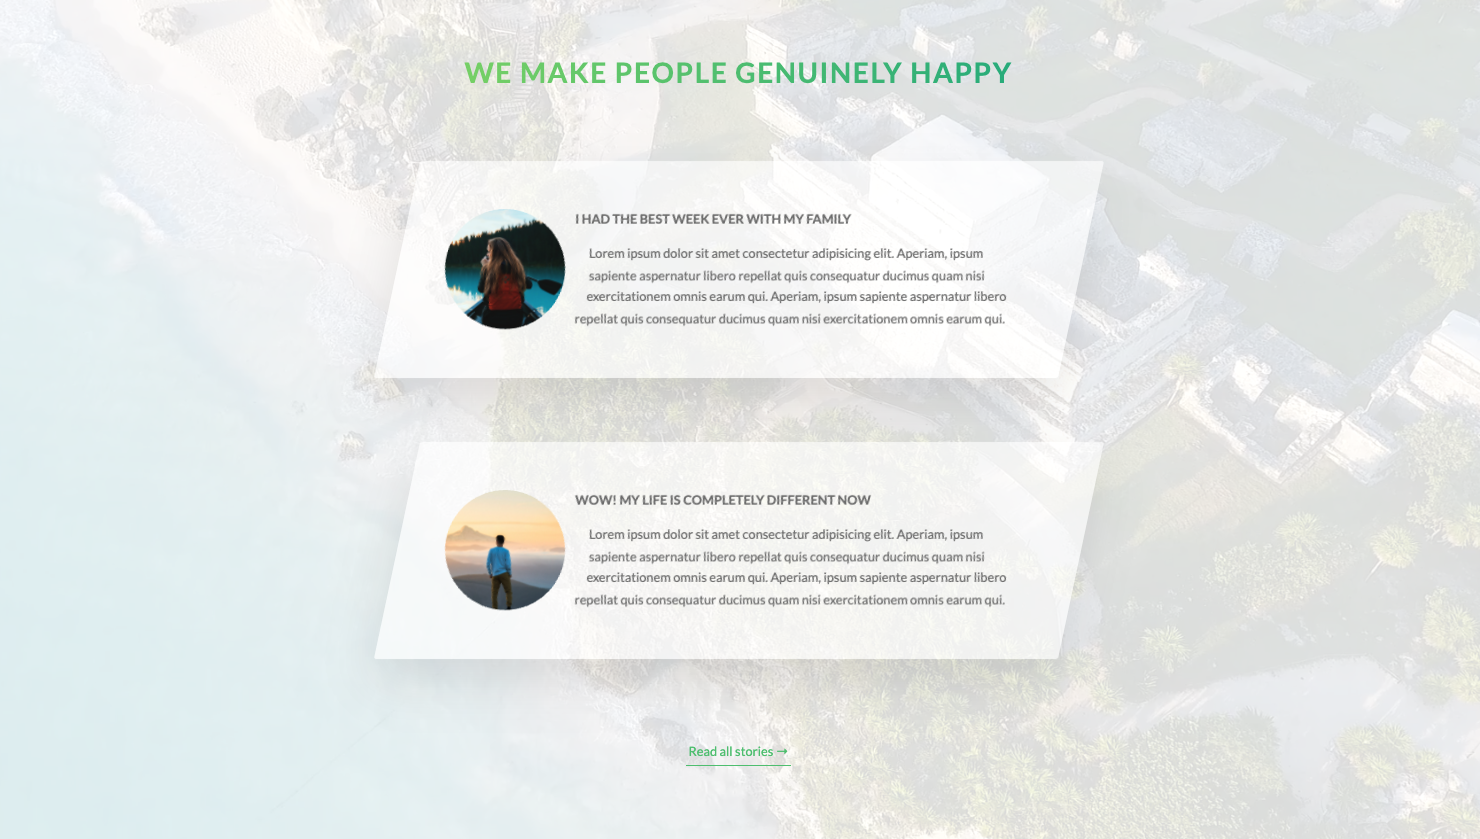 WE MAKE PEOPLE GENUINELY HAPPY
I HAD THE BEST WEEK EVER WITH MY FAMILY
Lorem ipsum dolor sit amet consectetur adipisicing elit. Aperiam, ipsum
sapiente aspernatur libero repellat quis consequatur ducimus quam nisi
exercitationem omnis earum qui. Aperiam, ipsum sapiente aspernatur libero
repellat quis consequatur ducimus quam nisi exercitationem omnis earum qui.
WOW! MY LIFE IS COMPLETELY DIFFERENT NOW
Lorem ipsum dolor sit amet consectetur adipisicing elit. Aperiam, ipsum
sapiente aspernatur libero repellat quis consequatur ducimus quam nisi
exercitationem omnis earum qui. Aperiam, ipsum sapiente aspernatur libero
repellat quis consequatur ducimus quam nisi exercitationem omnis earum qui.
Read all stories →